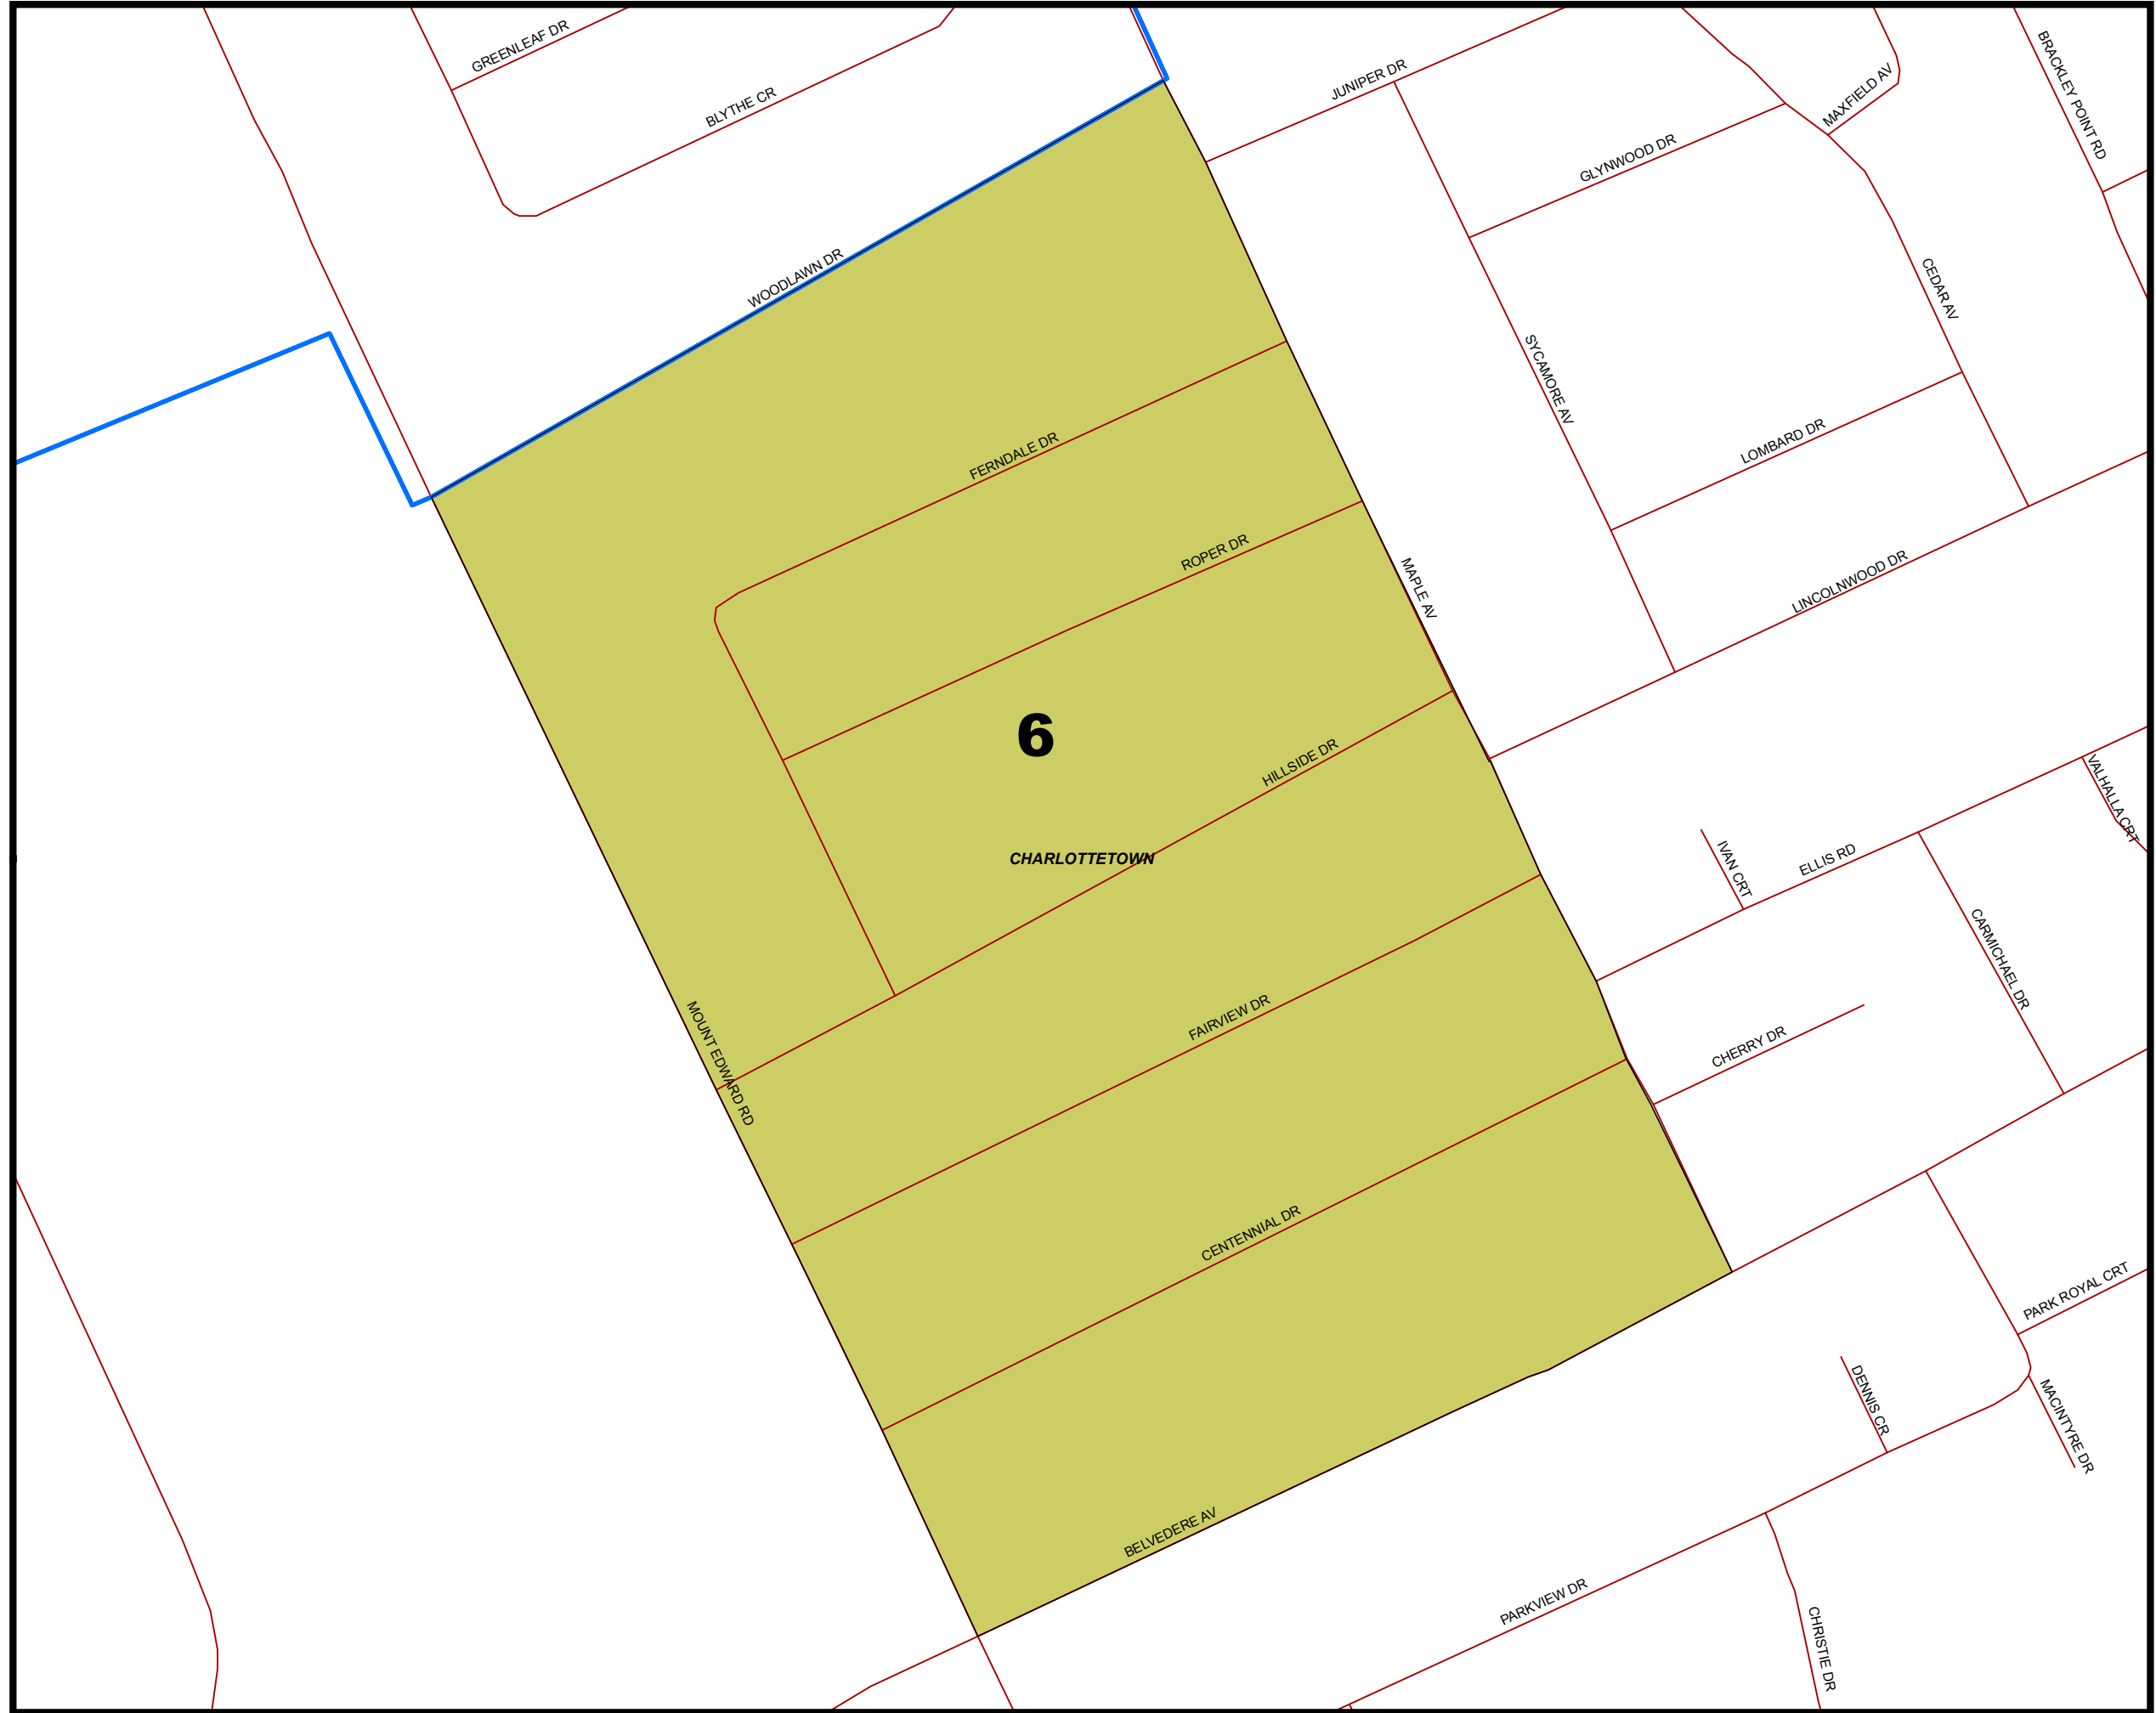 GREENLEAF DR
BLYTHE CR
JUNIPER DR
MAXFIELD AV
BRACKLEY POINT RD
GLYNWOOD DR
WOODLAWN DR
CEDAR AV
SYCAMORE AV
FERNDALE DR
LOMBARD DR
ROPER DR
MAPLE AV
LINCOLNWOOD DR
6
HILLSIDE DR
VALHALLA CRT
CHARLOTTETOWN
IVAN CRT
ELLIS RD
CARMICHAEL DR
FAIRVIEW DR
CHERRY DR
MOUNT EDWARD RD
CENTENNIAL DR
PARK ROYAL CRT
DENNIS CR
MACINTYRE DR
BELVEDERE AV
PARKVIEW DR
CHRISTIE DR